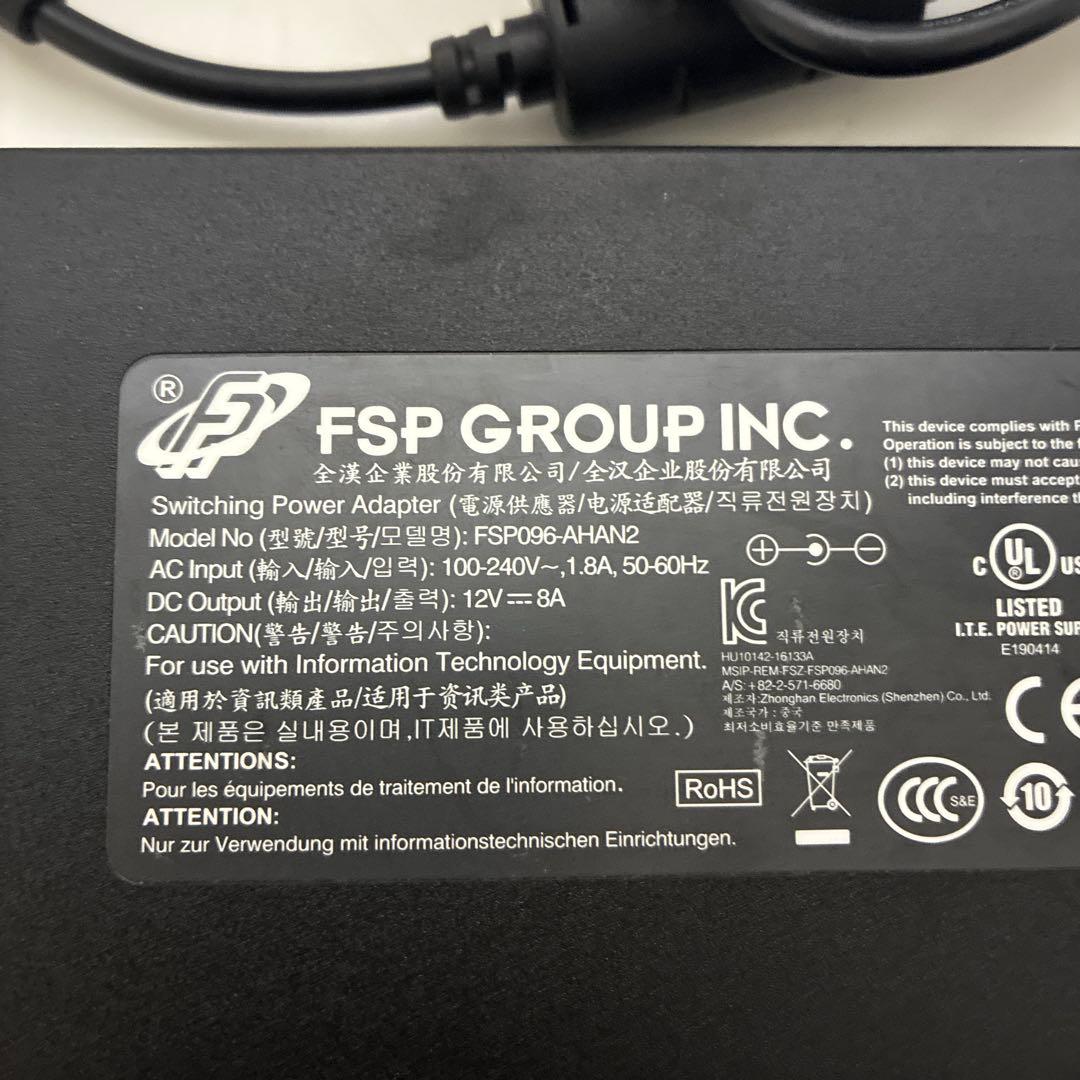 ®
FSP GROUP INC.
全漢企業股份有限公司/全汉企业股份有限公司
Switching Power Adapter (電源供應器/电源适配器/직류전원장치)
Model No (型號/型号/모델명): FSP096-AHAN2
AC Input (輸入/输入/입력): 100-240V~,1.8A, 50-60Hz
DC Output (輸出/输出/출력): 12V⎓8A
CAUTION(警告/警告/주의사항):
For use with Information Technology Equipment.
(適用於資訊類產品/适用于资讯类产品)
(본 제품은 실내용이며,IT제품에 사용하십시오.)
ATTENTIONS:
Pour les équipements de traitement de l'information.
ATTENTION:
Nur zur Verwendung mit informationstechnischen Einrichtungen.
This device complies with
Operation is subject to the
(1) this device may not
(2) this device must accept
including interference
직류전원장치
HU10142-16133A
MSIP-REM-FSZ-FSP096-AHAN2
A/S: +82-2-571-6680
제조자:Zhonghan Electronics (Shenzhen) Co., Ltd.
제조국가 : 중국
최저소비효율기준 만족제품
C UL ® US
LISTED
I.T.E. POWER
E190414
CE
RoHS
CCC S&E
10